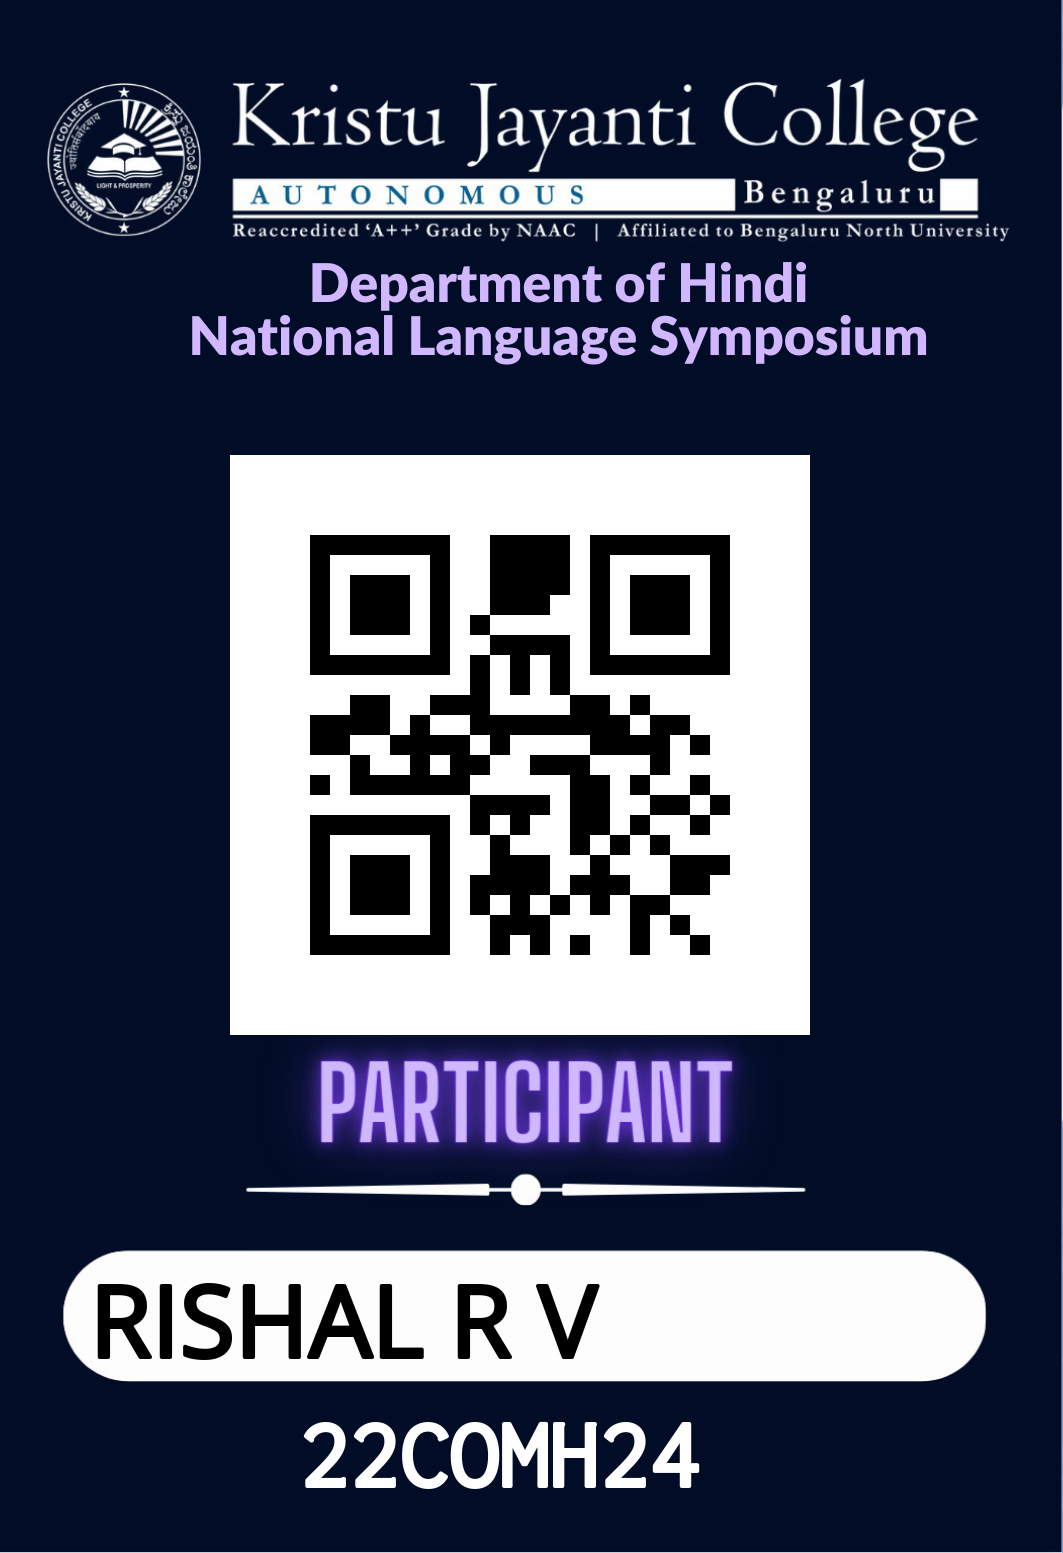 Kristu Jayanti College
AUTONOMOUS Bengaluru
Reaccredited ‘A++’ Grade by NAAC | Affiliated to Bengaluru North University
KRISTU JAYANTI COLLEGE
LIGHT & PROSPERITY
Department of Hindi
National Language Symposium
PARTICIPANT
RISHAL R V
22COMH24